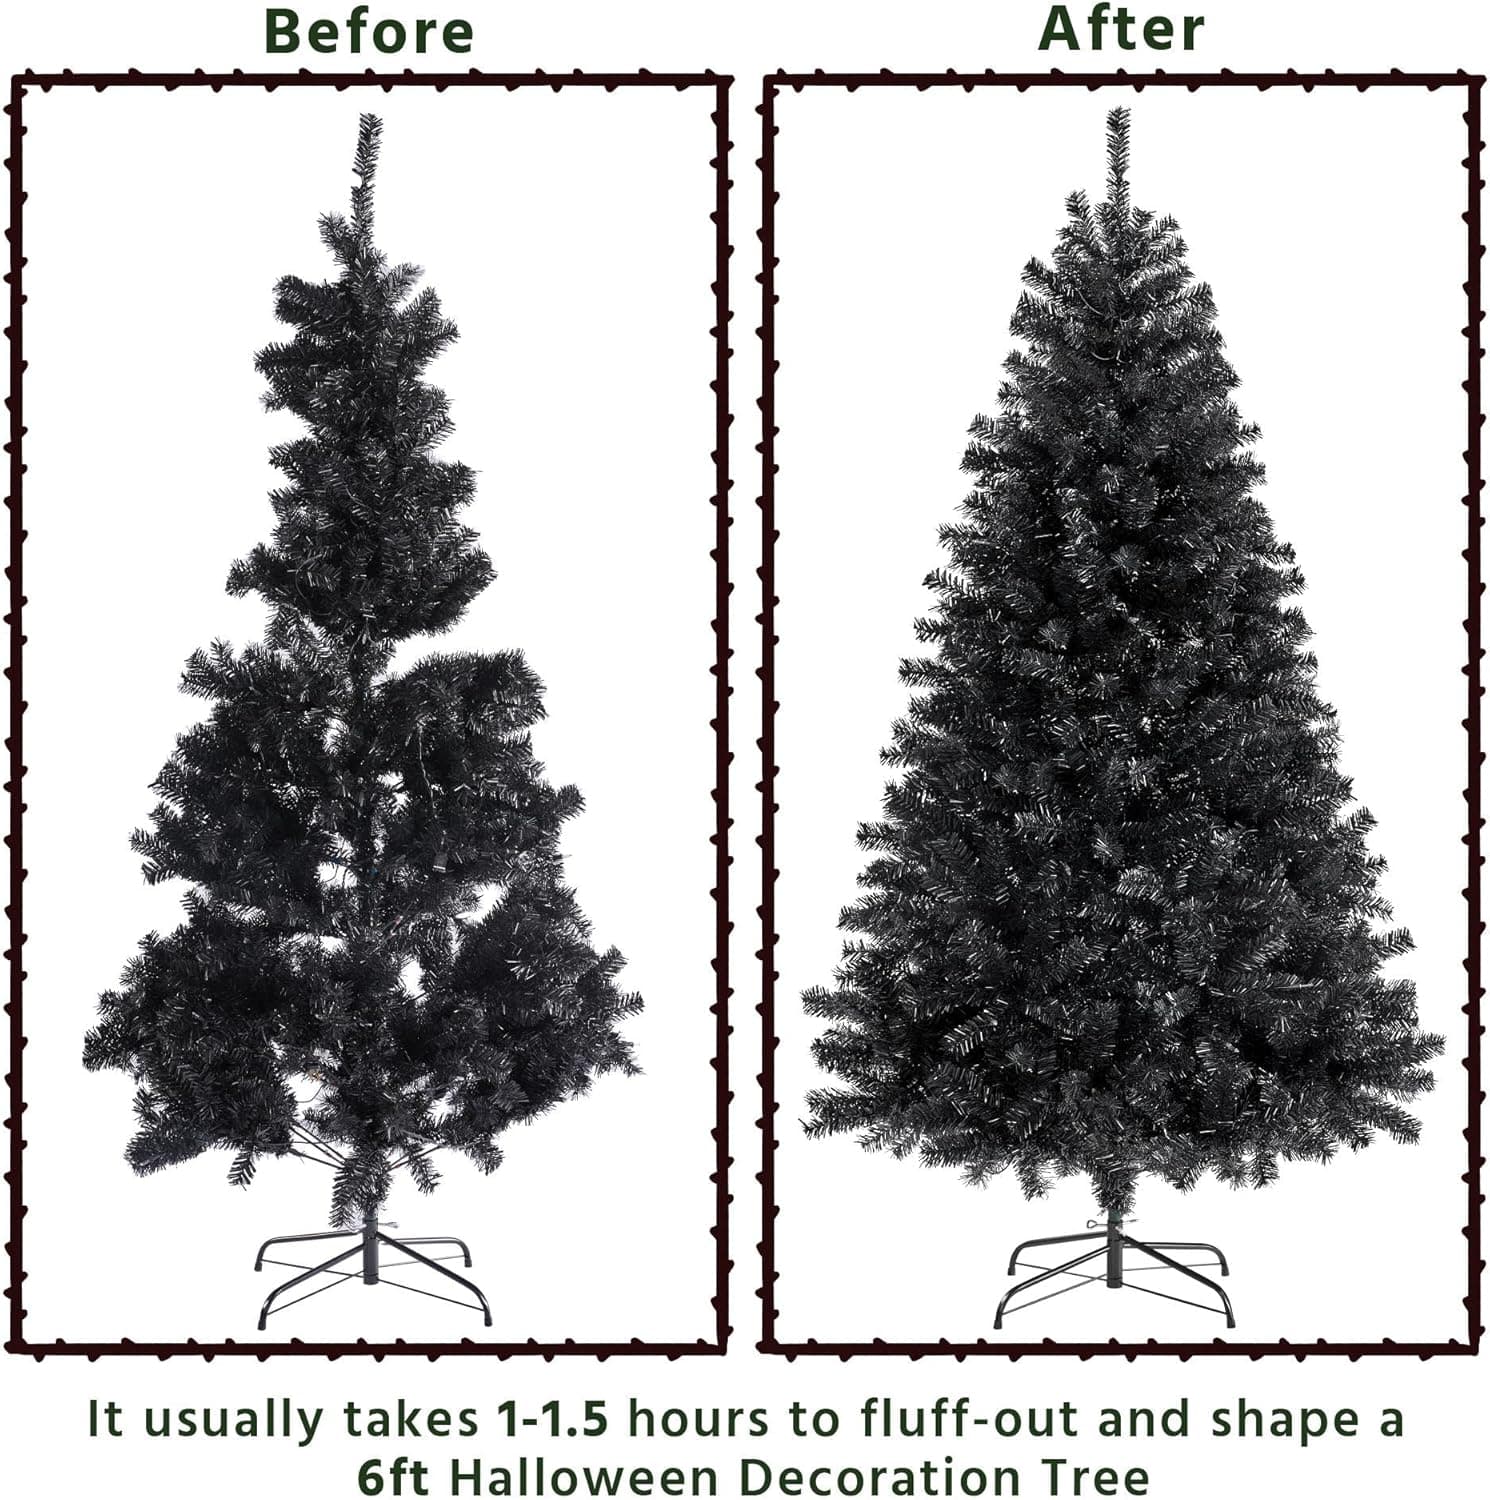 Before
After
It usually takes 1-1.5 hours to fluff-out and shape a
6ft Halloween Decoration Tree